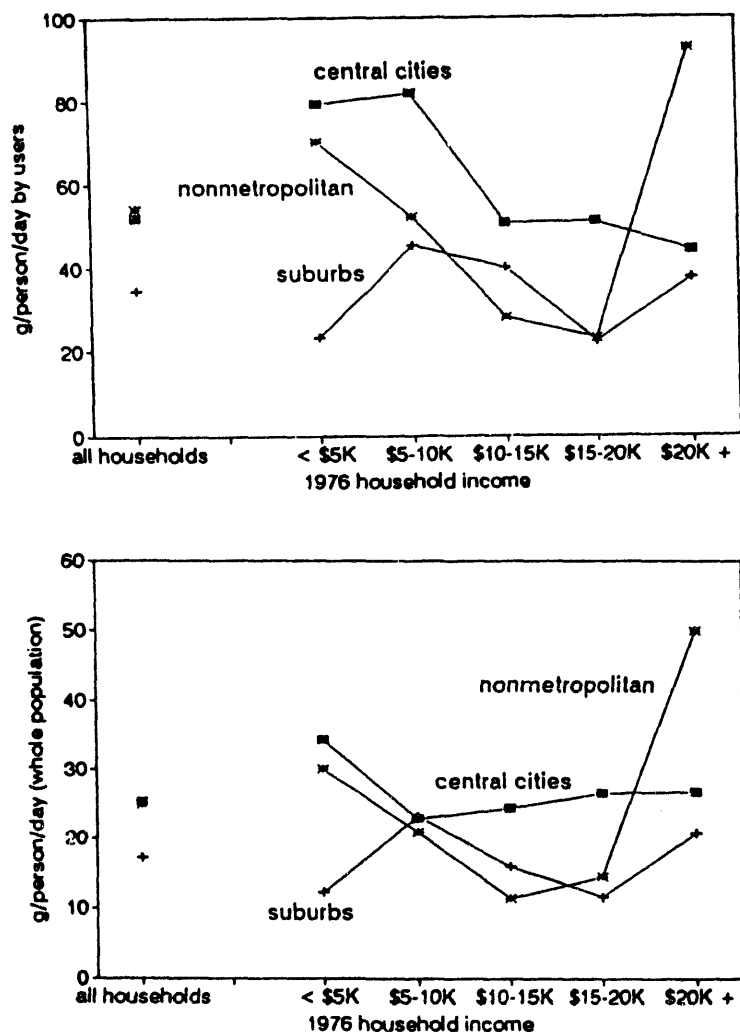 100
80
60
40
20
0
g/person/day by users
central cities
nonmetropolitan
suburbs
all households
< $5K
$5-10K
$10-15K
$15-20K
$20K +
1976 household income
60
50
40
30
20
10
0
g/person/day (whole population)
nonmetropolitan
central cities
suburbs
all households
< $5K
$5-10K
$10-15K
$15-20K
$20K +
1976 household income